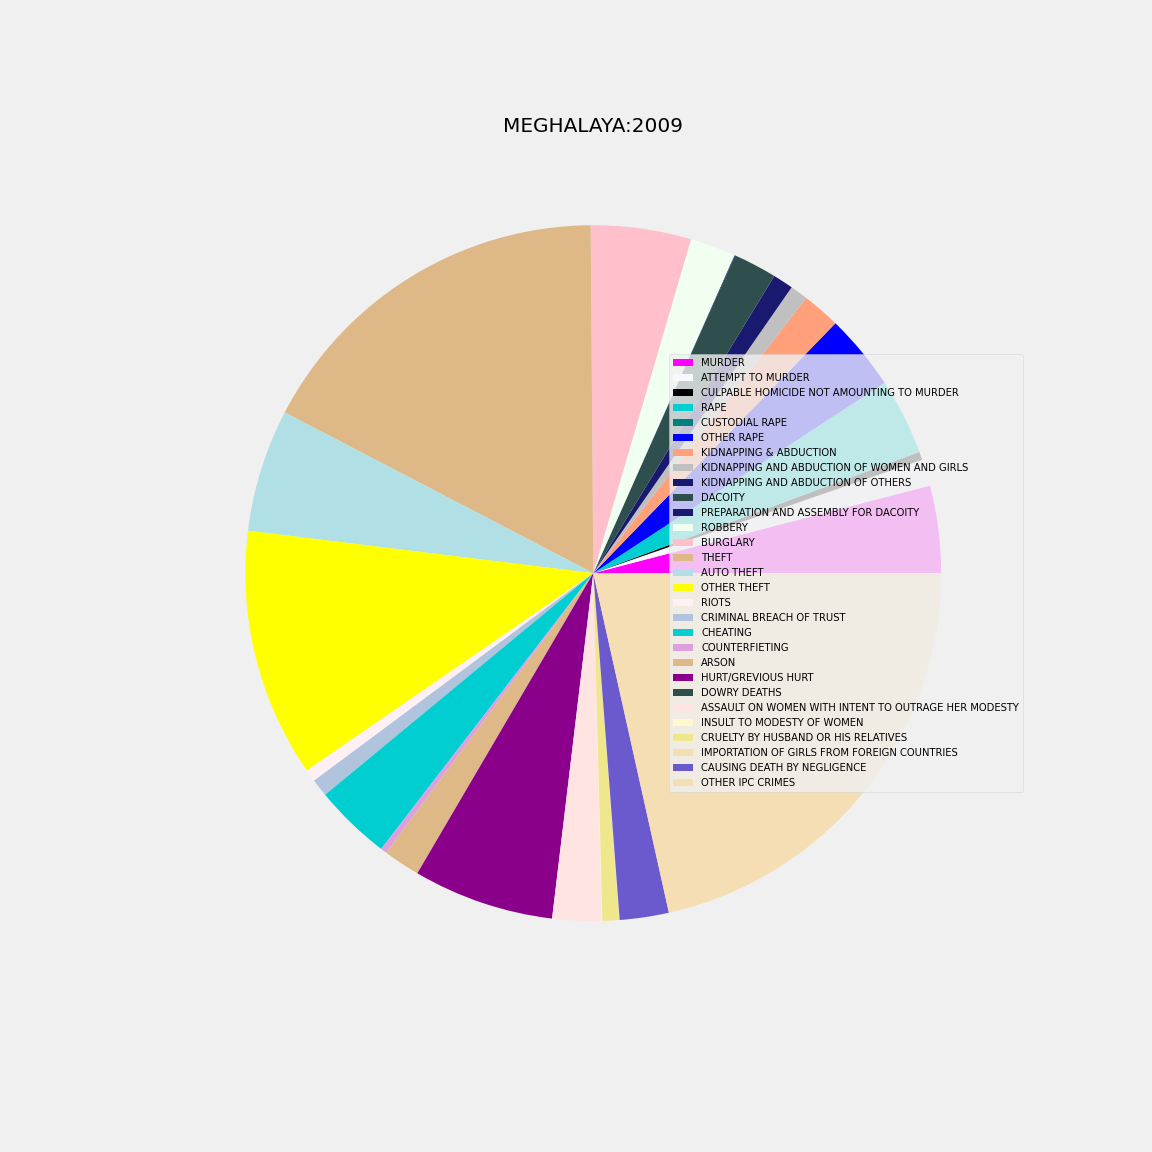 MEGHALAYA:2009
MURDER
ATTEMPT TO MURDER
CULPABLE HOMICIDE NOT AMOUNTING TO MURDER
RAPE
CUSTODIAL RAPE
OTHER RAPE
KIDNAPPING & ABDUCTION
KIDNAPPING AND ABDUCTION OF WOMEN AND GIRLS
KIDNAPPING AND ABDUCTION OF OTHERS
DACOITY
PREPARATION AND ASSEMBLY FOR DACOITY
ROBBERY
BURGLARY
THEFT
AUTO THEFT
OTHER THEFT
RIOTS
CRIMINAL BREACH OF TRUST
CHEATING
COUNTERFIETING
ARSON
HURT/GREVIOUS HURT
DOWRY DEATHS
ASSAULT ON WOMEN WITH INTENT TO OUTRAGE HER MODESTY
INSULT TO MODESTY OF WOMEN
CRUELTY BY HUSBAND OR HIS RELATIVES
IMPORTATION OF GIRLS FROM FOREIGN COUNTRIES
CAUSING DEATH BY NEGLIGENCE
OTHER IPC CRIMES